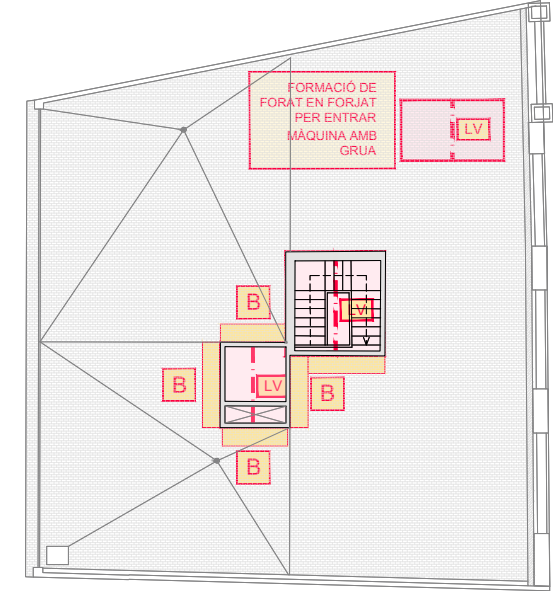 FORMACIÓ DE
FORAT EN FORJAT
PER ENTRAR
MÀQUINA AMB
GRUA
LV
B
LV
B
LV
B
B